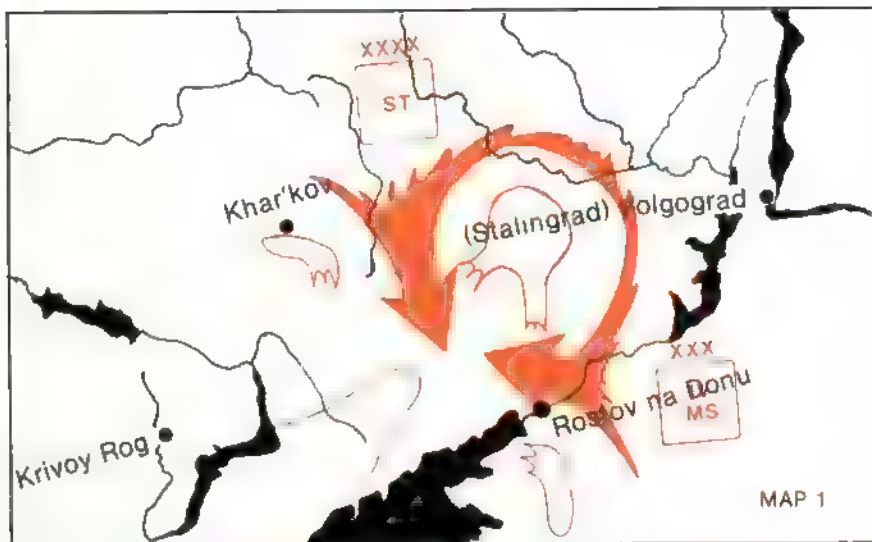 XXXX
ST
Khar'kov
(Stalingrad) Volgograd
XXX
Rostov na Donu
MS
Krivoy Rog
MAP 1